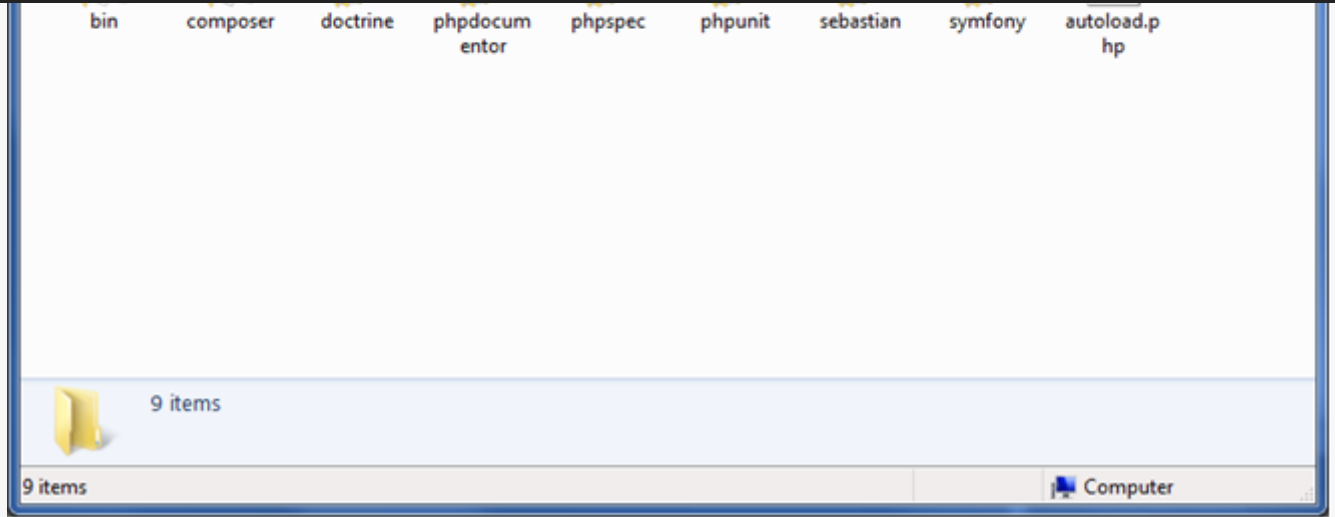 bin composer doctrine phpdocum phpspec phpunit sebastian symfony autoload.p
entor hp
9 items
9 items Computer